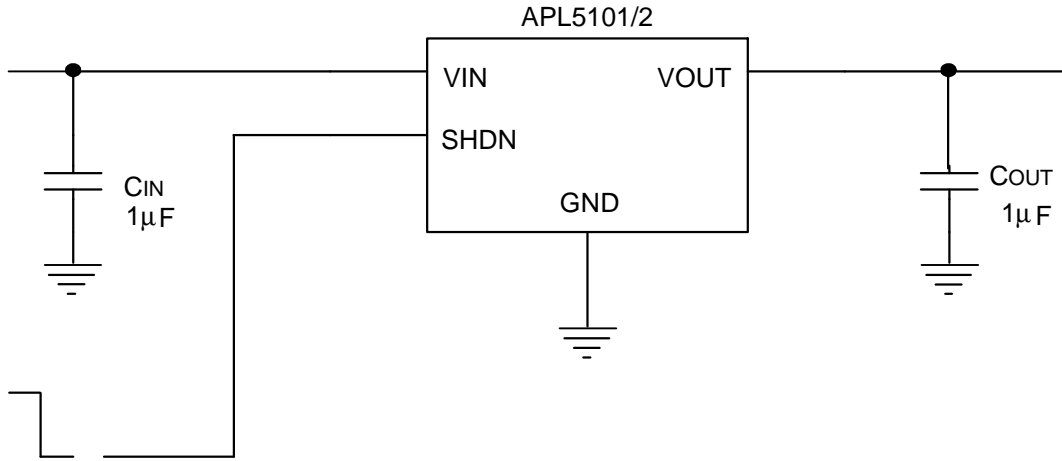 APL5101/2
VIN
VOUT
SHDN
GND
CIN
1μF
COUT
1μF